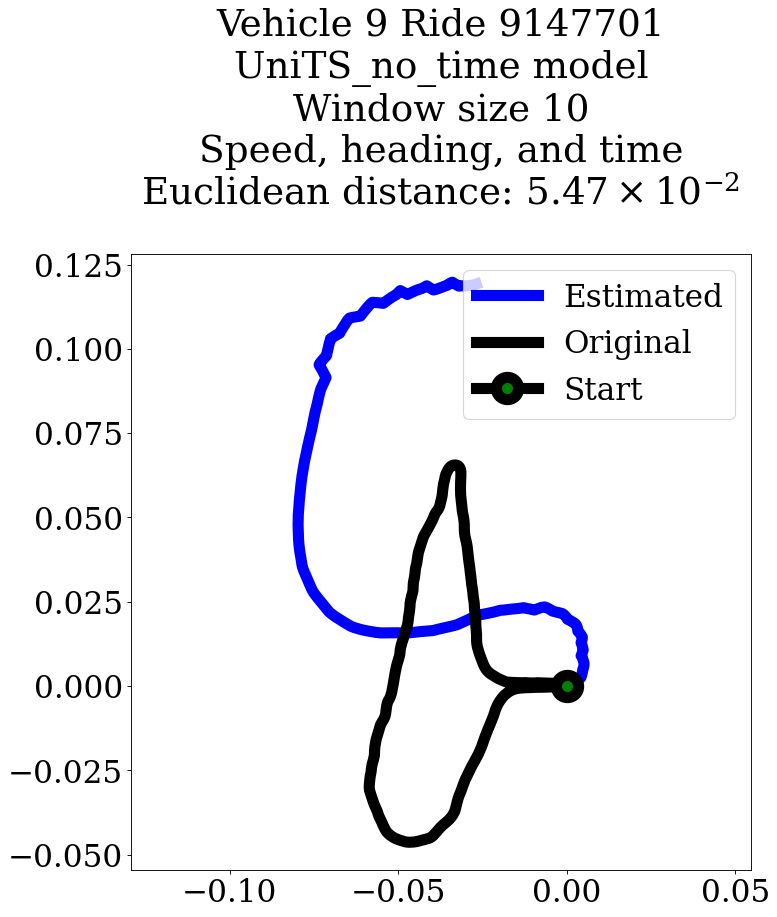 Vehicle 9 Ride 9147701
UniTS_no_time model
Window size 10
Speed, heading, and time
Euclidean distance: 5.47 × 10⁻²
0.125
0.100
0.075
0.050
0.025
0.000
−0.025
−0.050
Estimated
Original
Start
−0.10
−0.05
0.00
0.05